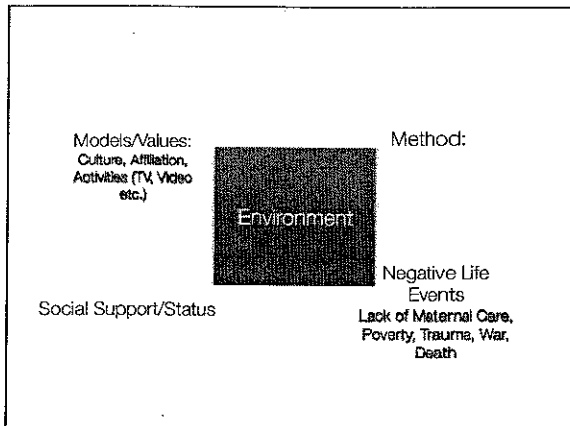 Models/Values:
Culture, Affiliation,
Activities (TV, Video
etc.)
Method:
Environment
Negative Life
Events
Lack of Maternal Care,
Poverty, Trauma, War,
Death
Social Support/Status